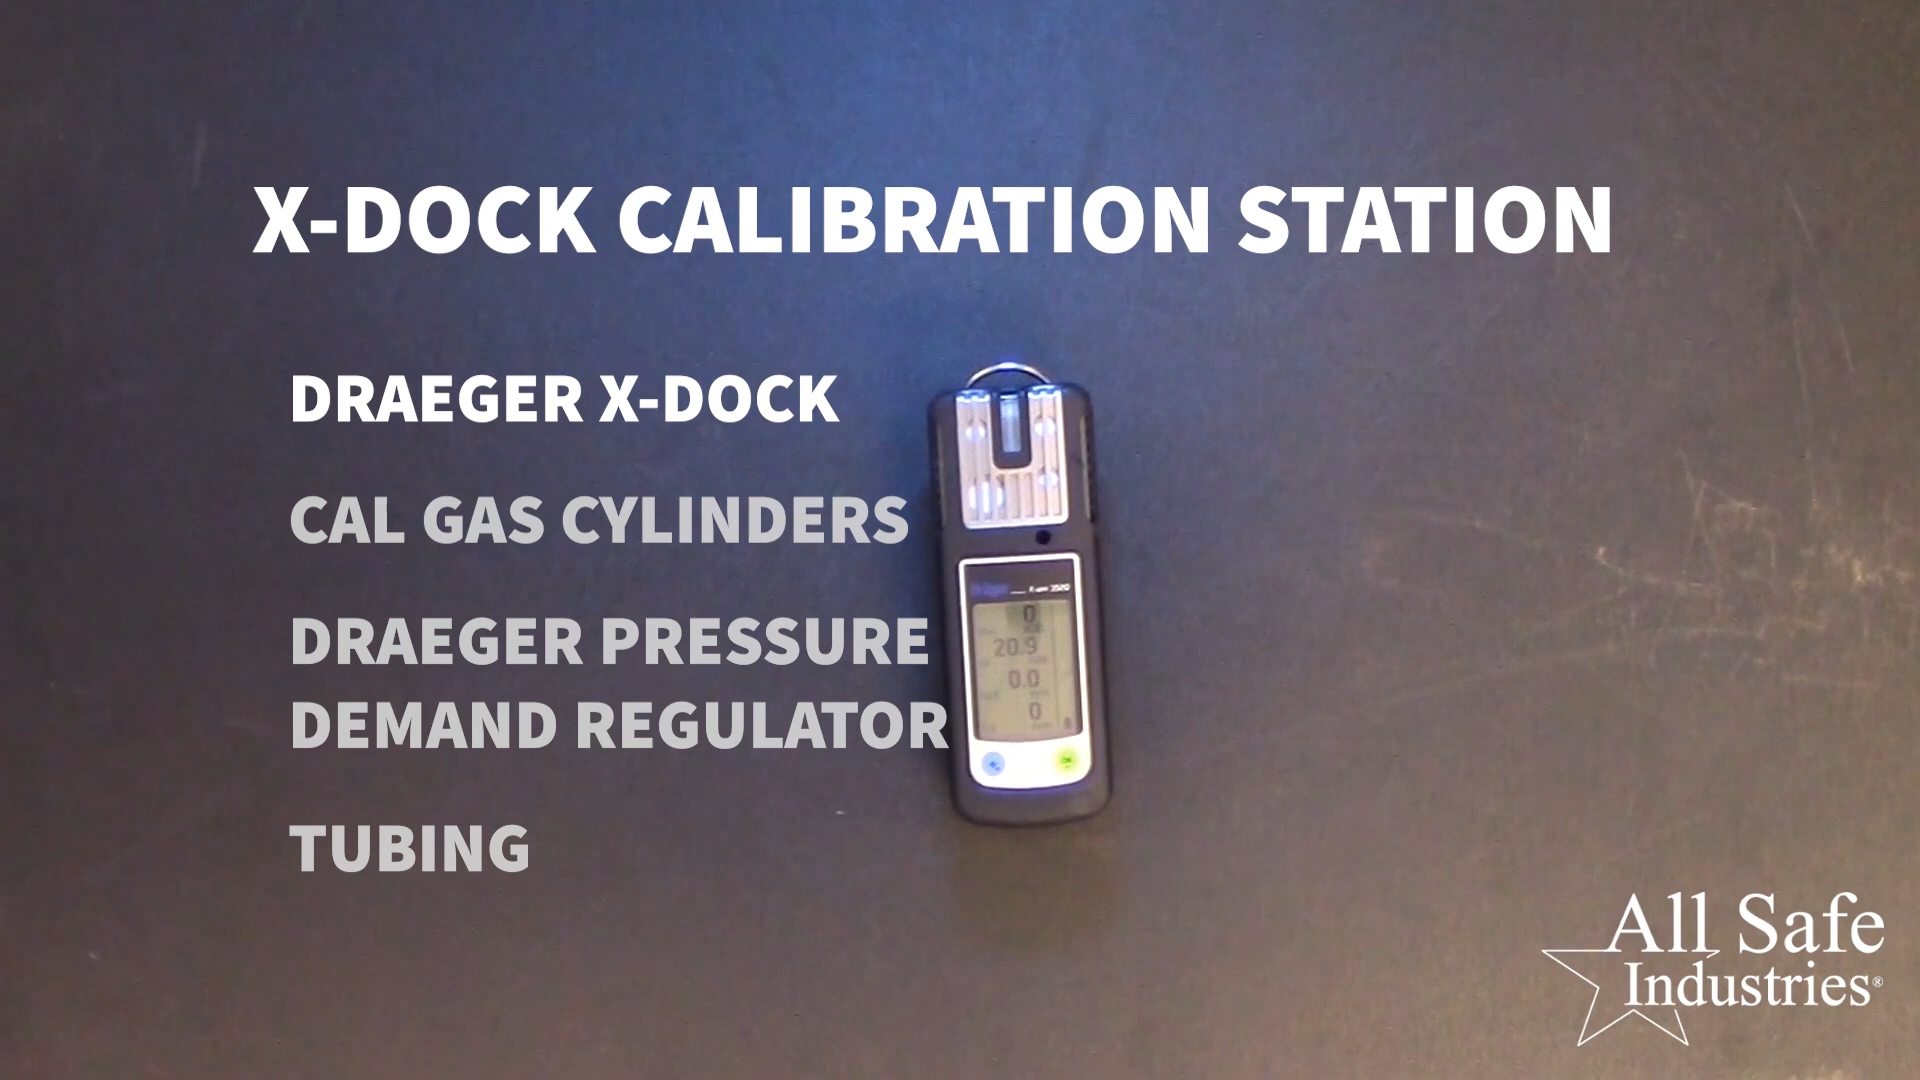 X-DOCK CALIBRATION STATION
DRAEGER X-DOCK
CAL GAS CYLINDERS
DRAEGER PRESSURE
DEMAND REGULATOR
TUBING
0
20.9
0.0
0
OK
All Safe
Industries®